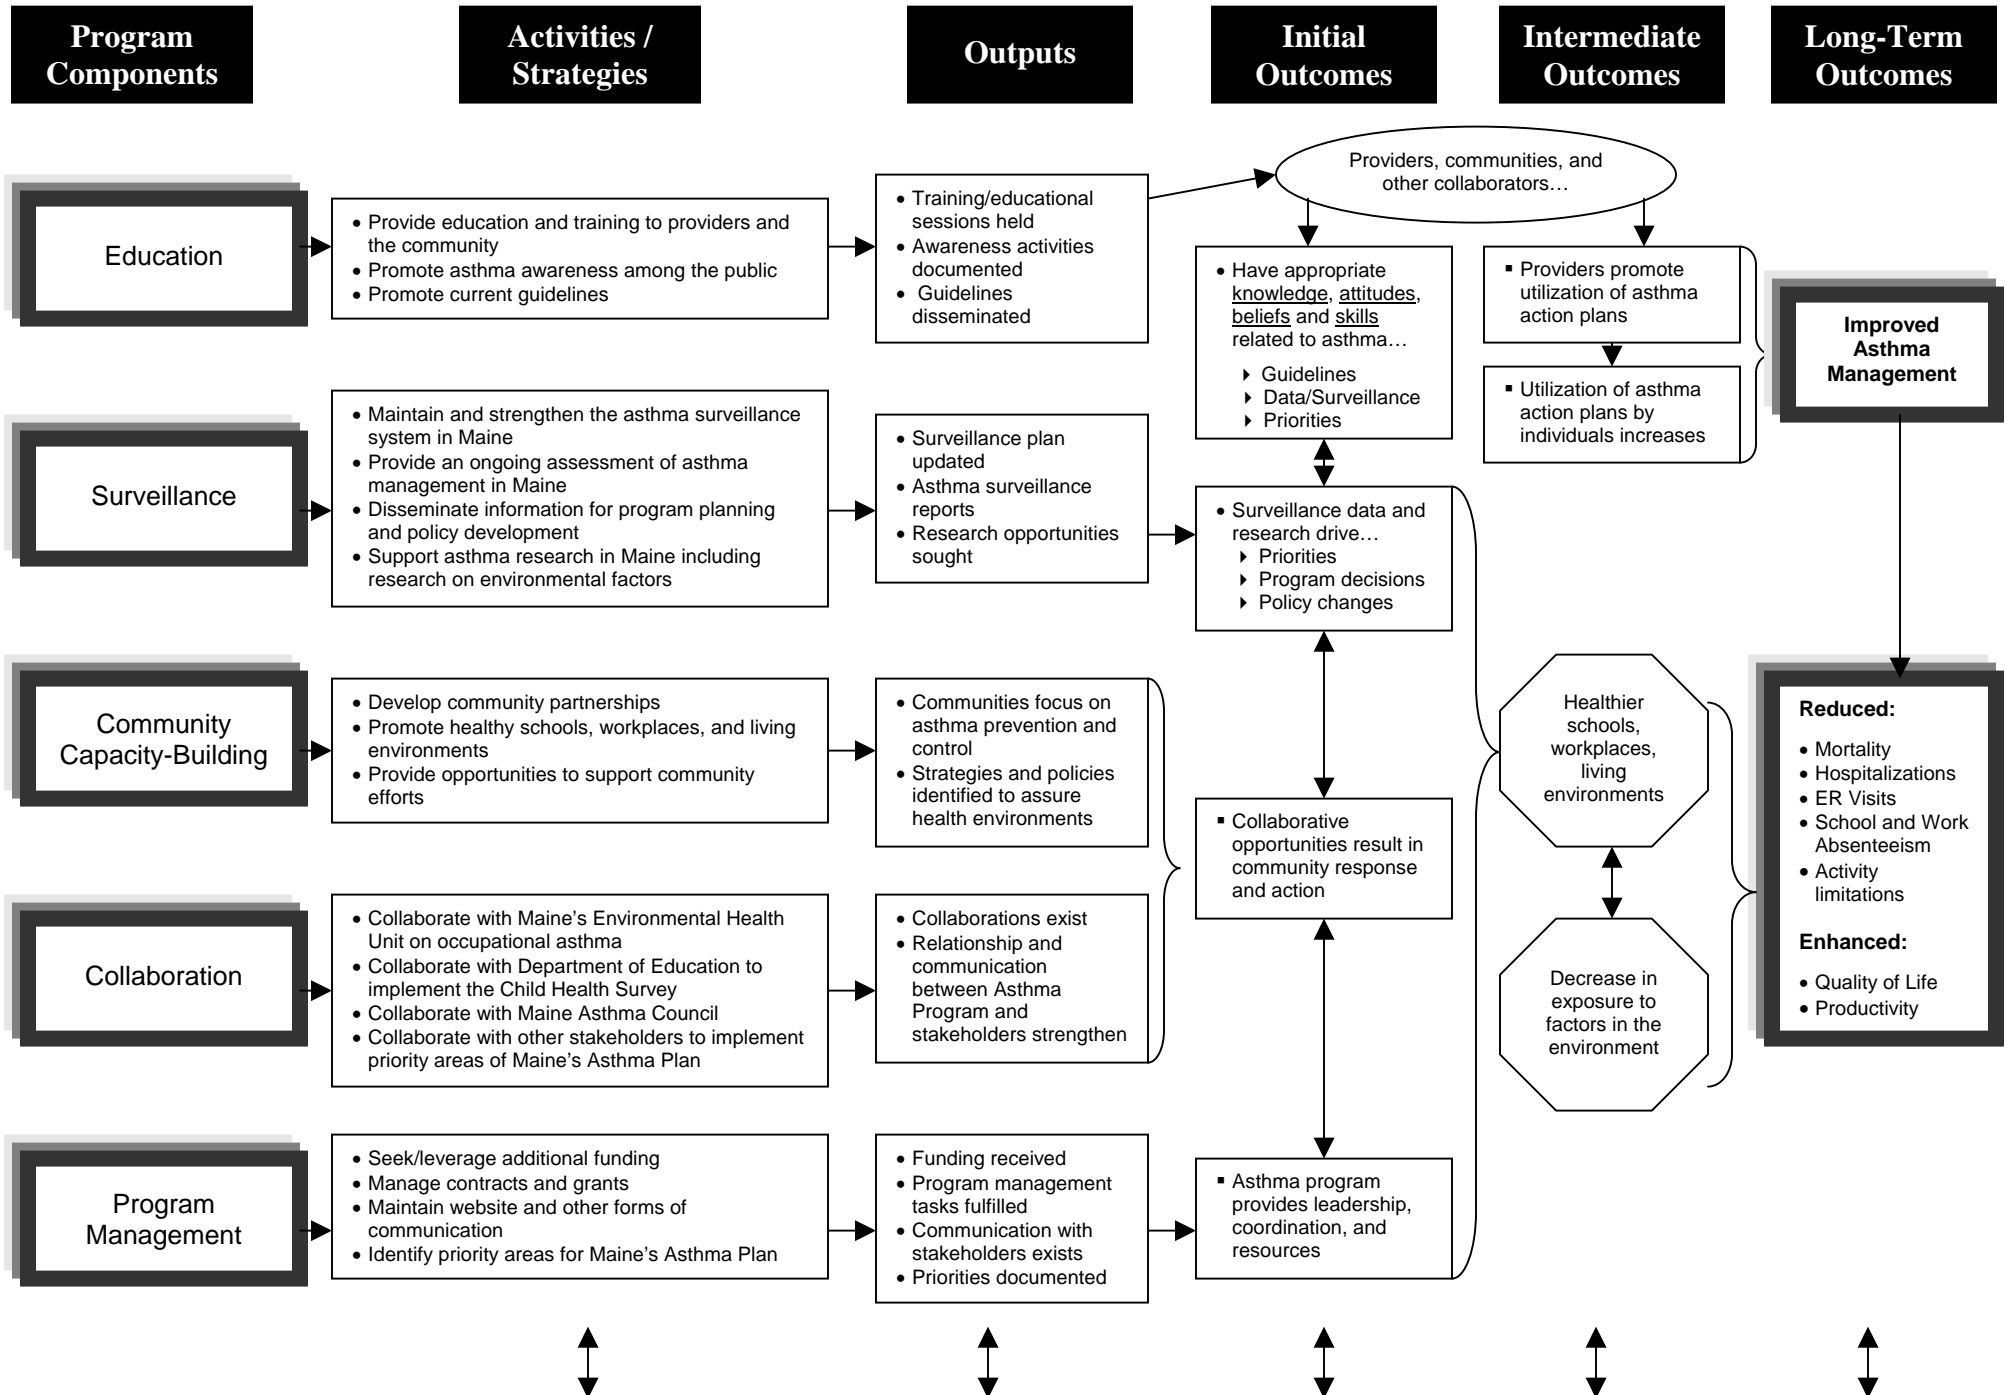 Program
Components
Activities /
Strategies
Outputs
Initial
Outcomes
Intermediate
Outcomes
Long-Term
Outcomes
Providers, communities, and
other collaborators…
Education
• Provide education and training to providers and
the community
• Promote asthma awareness among the public
• Promote current guidelines
• Training/educational
sessions held
• Awareness activities
documented
• Guidelines
disseminated
• Have appropriate
knowledge, attitudes,
beliefs and skills
related to asthma…
Guidelines
Data/Surveillance
Priorities
▪ Providers promote
utilization of asthma
action plans
▪ Utilization of asthma
action plans by
individuals increases
Improved
Asthma
Management
Surveillance
• Maintain and strengthen the asthma surveillance
system in Maine
• Provide an ongoing assessment of asthma
management in Maine
• Disseminate information for program planning
and policy development
• Support asthma research in Maine including
research on environmental factors
• Surveillance plan
updated
• Asthma surveillance
reports
• Research opportunities
sought
• Surveillance data and
research drive…
Priorities
Program decisions
Policy changes
Community
Capacity-Building
• Develop community partnerships
• Promote healthy schools, workplaces, and living
environments
• Provide opportunities to support community
efforts
• Communities focus on
asthma prevention and
control
• Strategies and policies
identified to assure
health environments
▪ Collaborative
opportunities result in
community response
and action
Healthier
schools,
workplaces,
living
environments
Reduced:
• Mortality
• Hospitalizations
• ER Visits
• School and Work
Absenteeism
• Activity
limitations
Enhanced:
• Quality of Life
• Productivity
Collaboration
• Collaborate with Maine’s Environmental Health
Unit on occupational asthma
• Collaborate with Department of Education to
implement the Child Health Survey
• Collaborate with Maine Asthma Council
• Collaborate with other stakeholders to implement
priority areas of Maine’s Asthma Plan
• Collaborations exist
• Relationship and
communication
between Asthma
Program and
stakeholders strengthen
Decrease in
exposure to
factors in the
environment
Program
Management
• Seek/leverage additional funding
• Manage contracts and grants
• Maintain website and other forms of
communication
• Identify priority areas for Maine’s Asthma Plan
• Funding received
• Program management
tasks fulfilled
• Communication with
stakeholders exists
• Priorities documented
▪ Asthma program
provides leadership,
coordination, and
resources